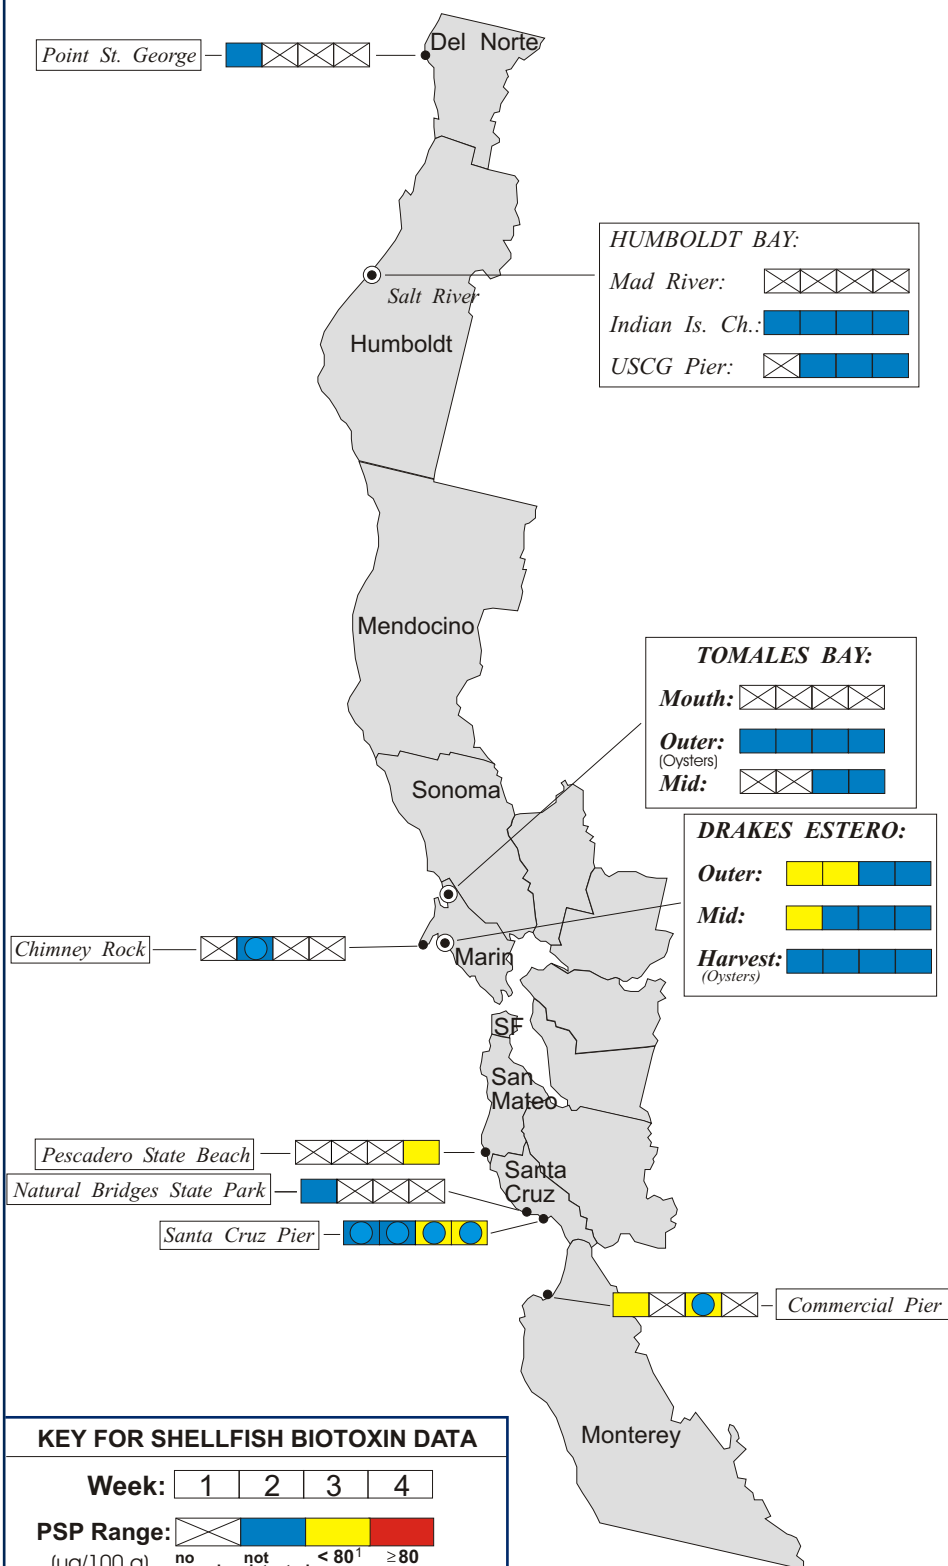 Del Norte
Point St. George
HUMBOLDT BAY:
Mad River:
Indian Is. Ch.:
USCG Pier:
Salt River
Humboldt
Mendocino
TOMALES BAY:
Mouth:
Outer:
(Oysters)
Mid:
Sonoma
DRAKES ESTERO:
Outer:
Mid:
Harvest:
(Oysters)
Chimney Rock
Marin
SF
San
Mateo
Pescadero State Beach
Santa
Cruz
Natural Bridges State Park
Santa Cruz Pier
Commercial Pier
Monterey
KEY FOR SHELLFISH BIOTOXIN DATA
Week: 1 2 3 4
PSP Range:
(ug/100 g) no not < 80¹ ≥80